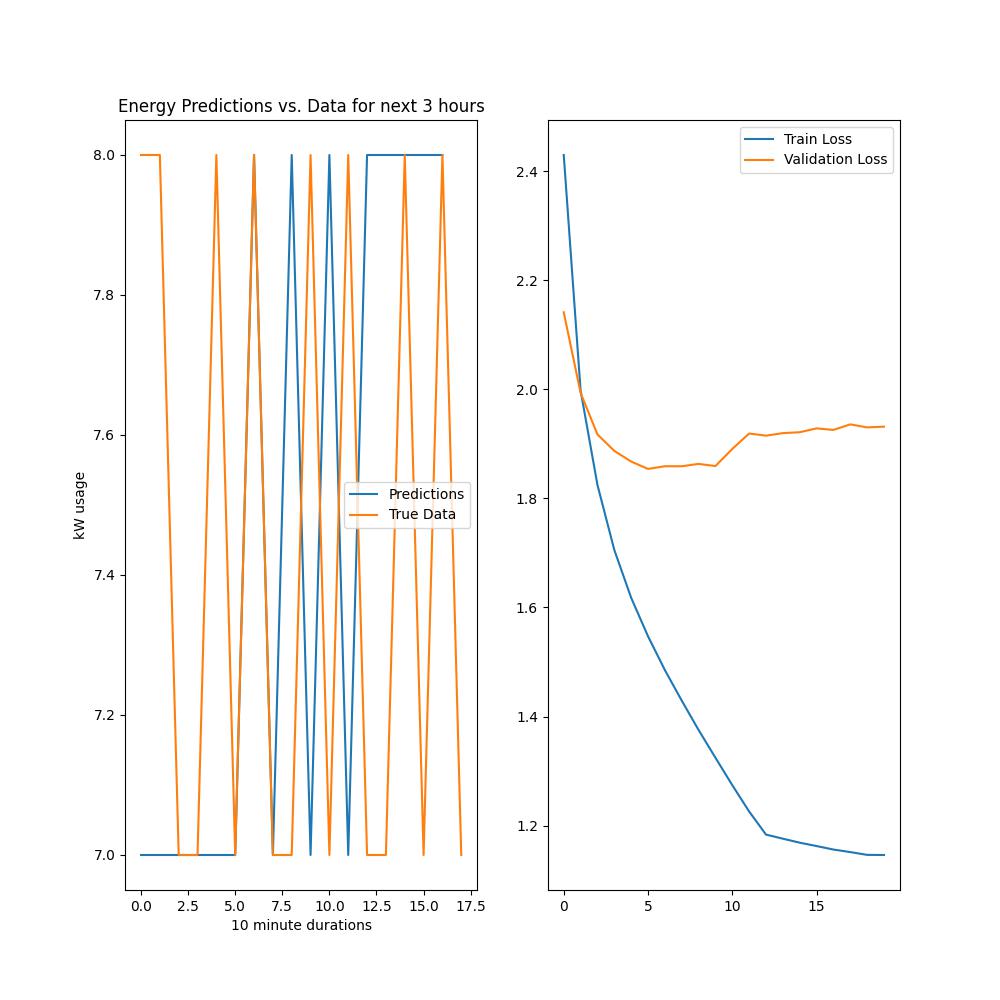 Energy Predictions vs. Data for next 3 hours
8.0
7.8
7.6
7.4
7.2
7.0
kW usage
Predictions
True Data
0.0 2.5 5.0 7.5 10.0 12.5 15.0 17.5
10 minute durations
Train Loss
Validation Loss
2.4
2.2
2.0
1.8
1.6
1.4
1.2
0 5 10 15